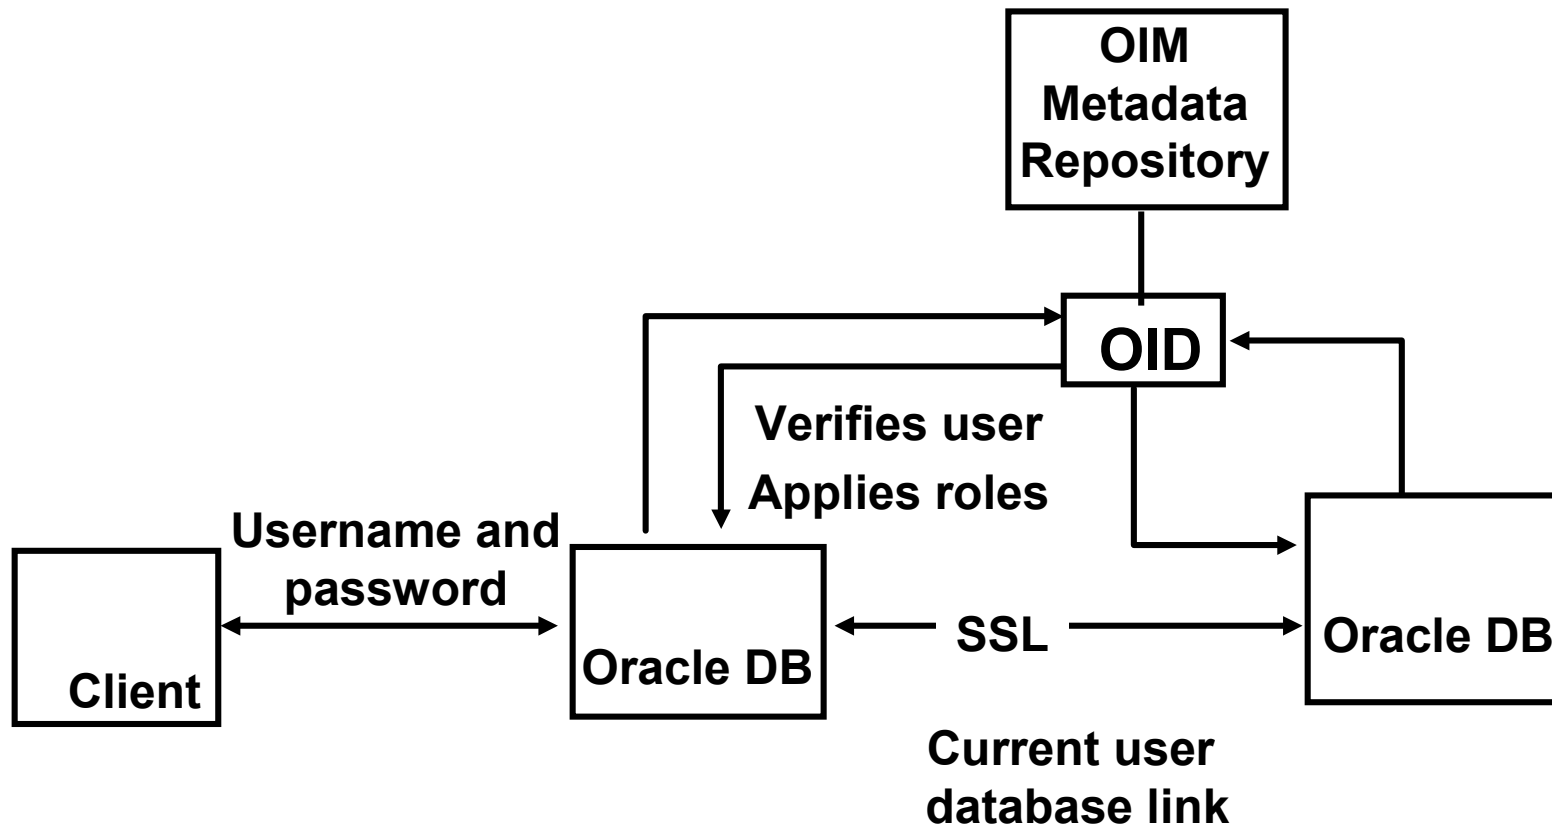 OIM
Metadata
Repository
OID
Verifies user
Applies roles
Username and
password
Client
Oracle DB
SSL
Oracle DB
Current user
database link